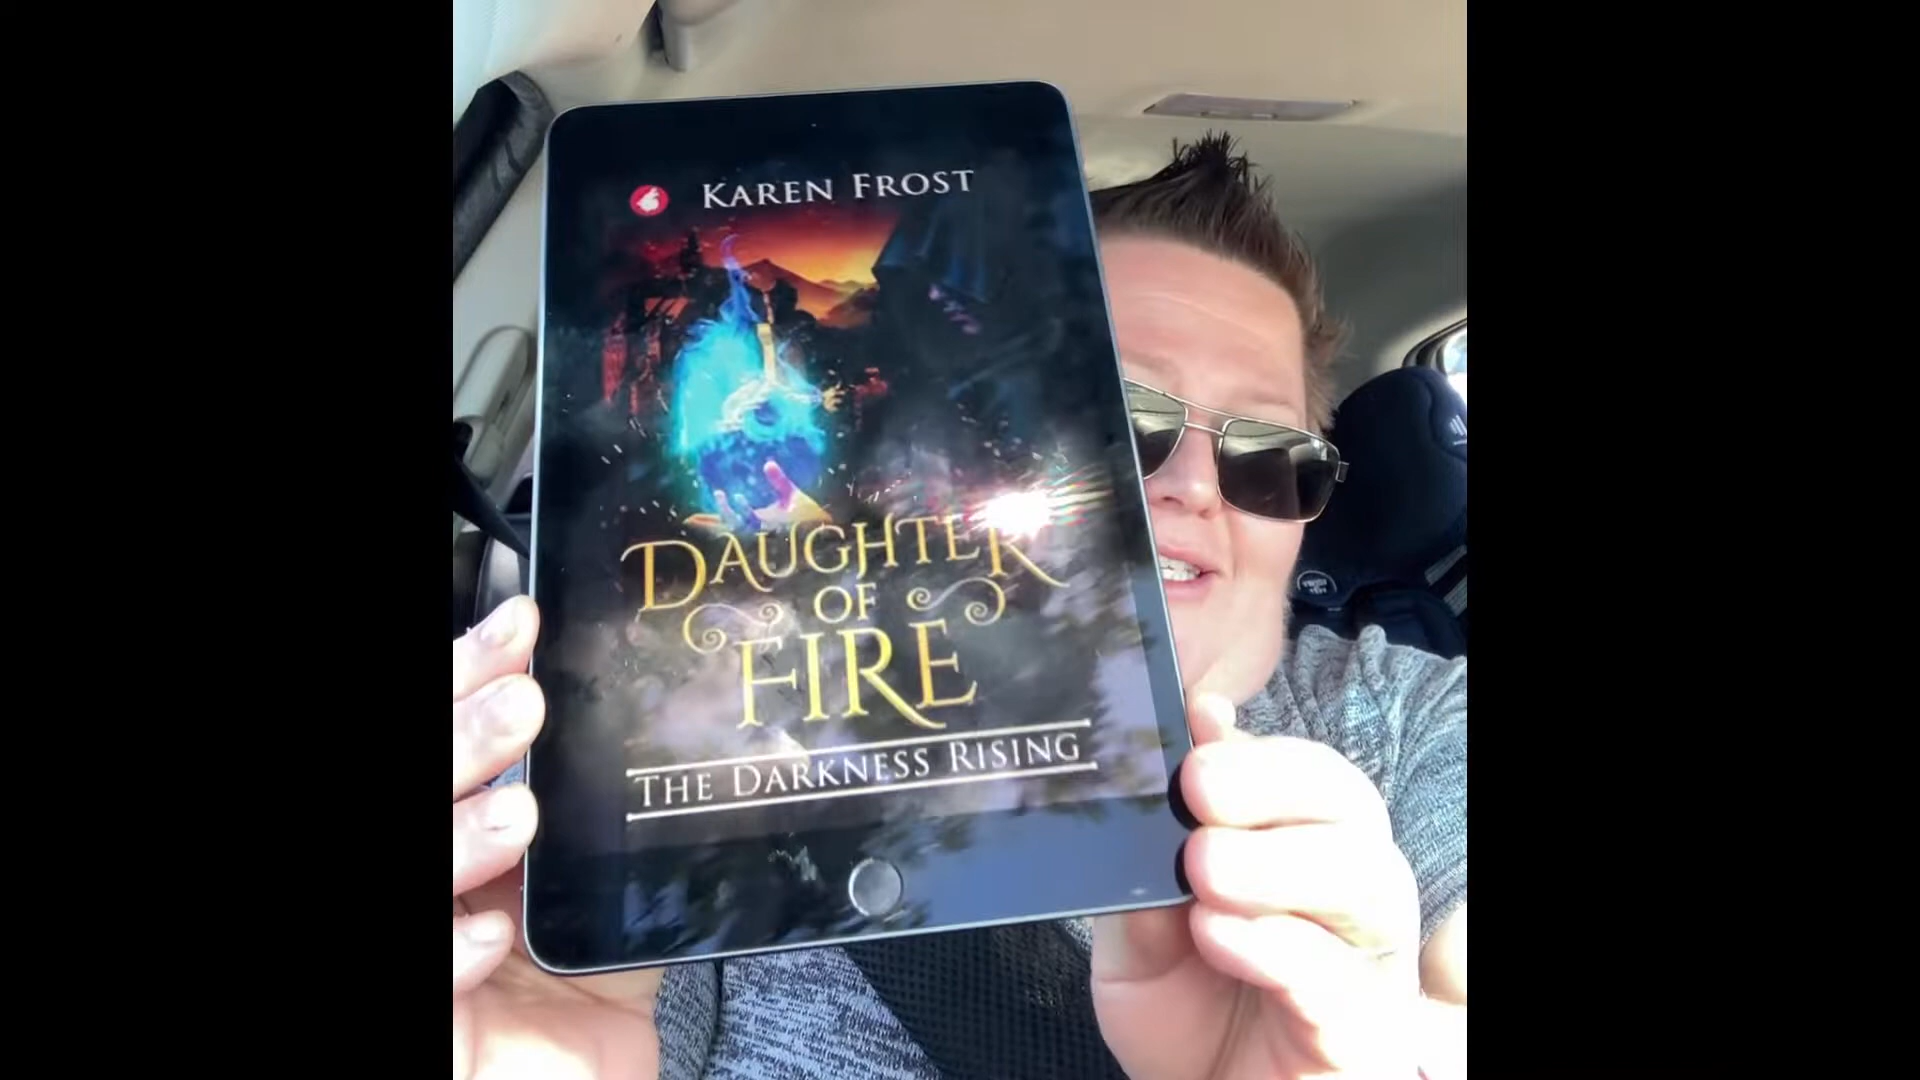 KAREN FROST
DAUGHTER
OF
FIRE
THE DARKNESS RISING